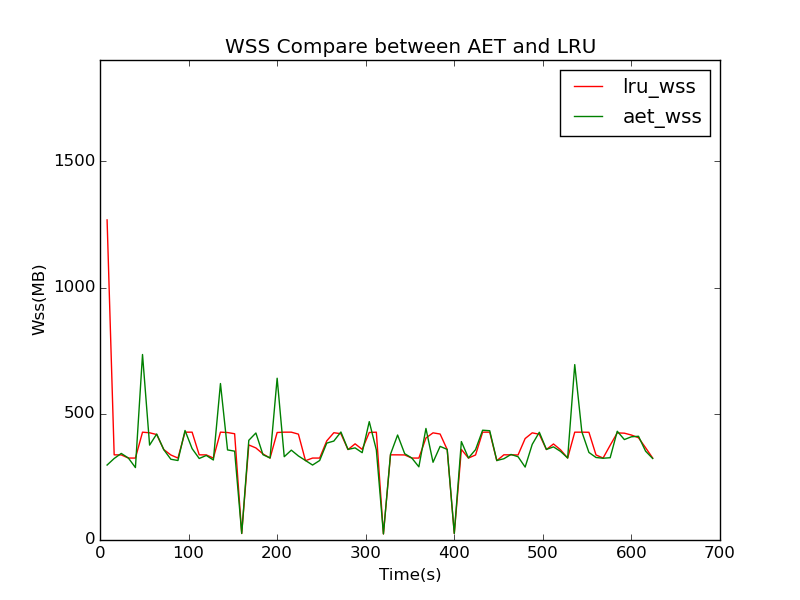 WSS Compare between AET and LRU
lru_wss
aet_wss
Wss(MB)
1500
1000
500
0
0 100 200 300 400 500 600 700
Time(s)